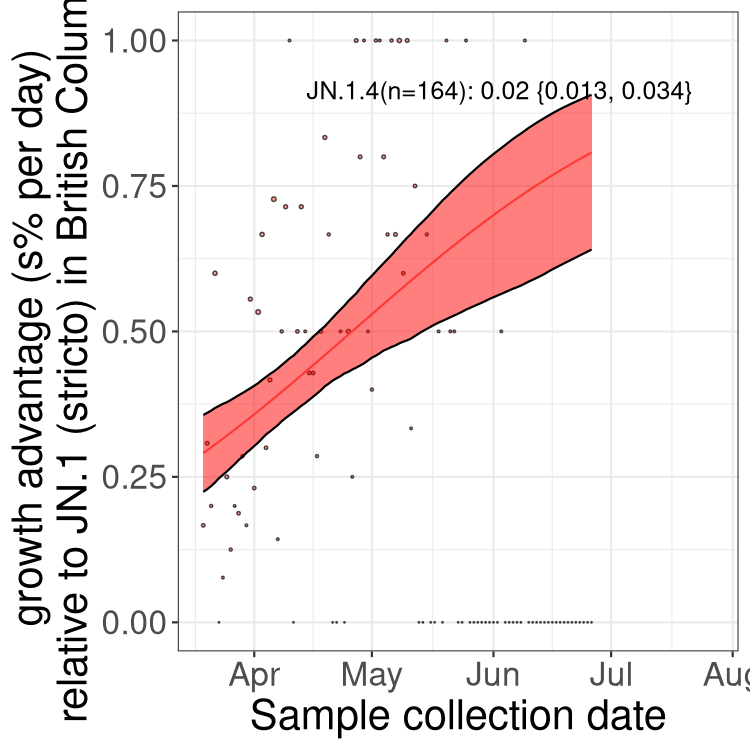 growth advantage (s% per day)
relative to JN.1 (stricto) in British Colum
1.00
0.75
0.50
0.25
0.00
JN.1.4(n=164): 0.02 {0.013, 0.034}
Apr May Jun Jul Aug
Sample collection date